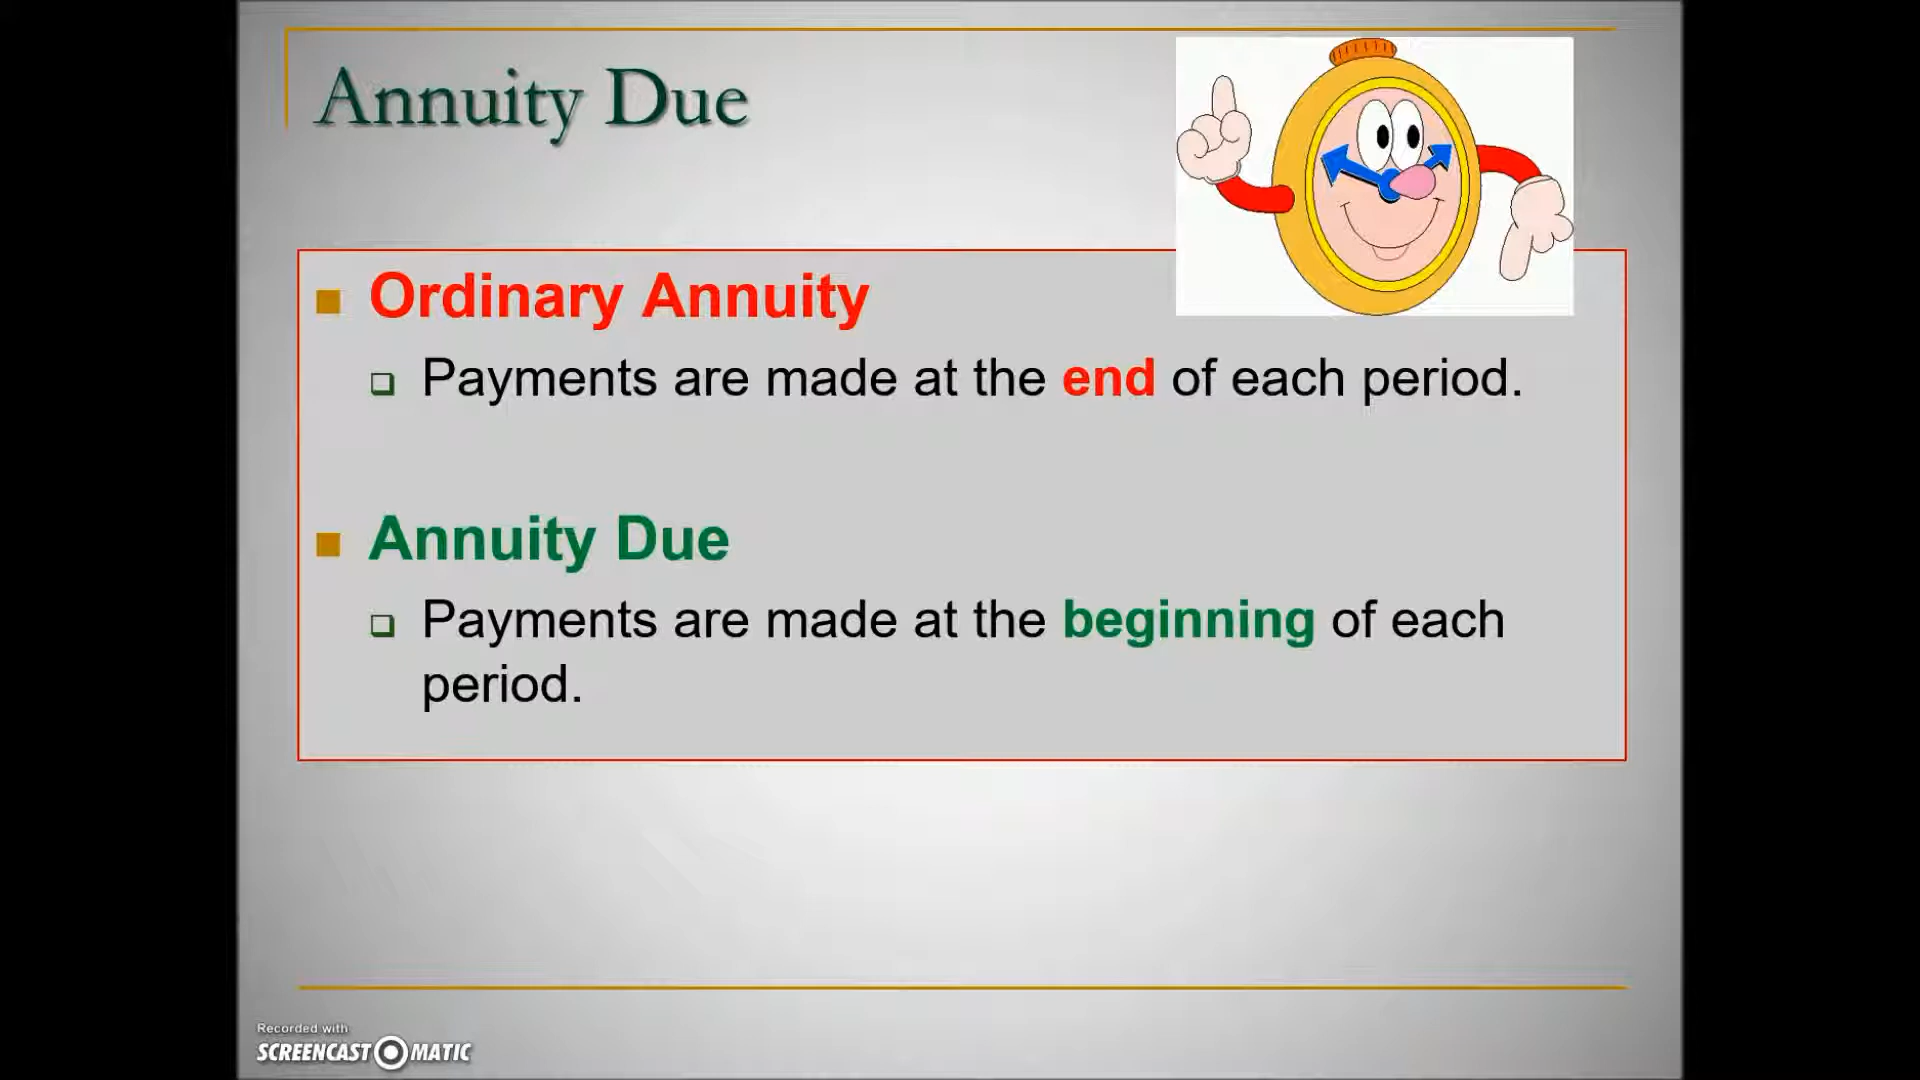 Annuity Due
Ordinary Annuity
Payments are made at the end of each period.
Annuity Due
Payments are made at the beginning of each
period.
Recorded with
SCREENCAST MATIC